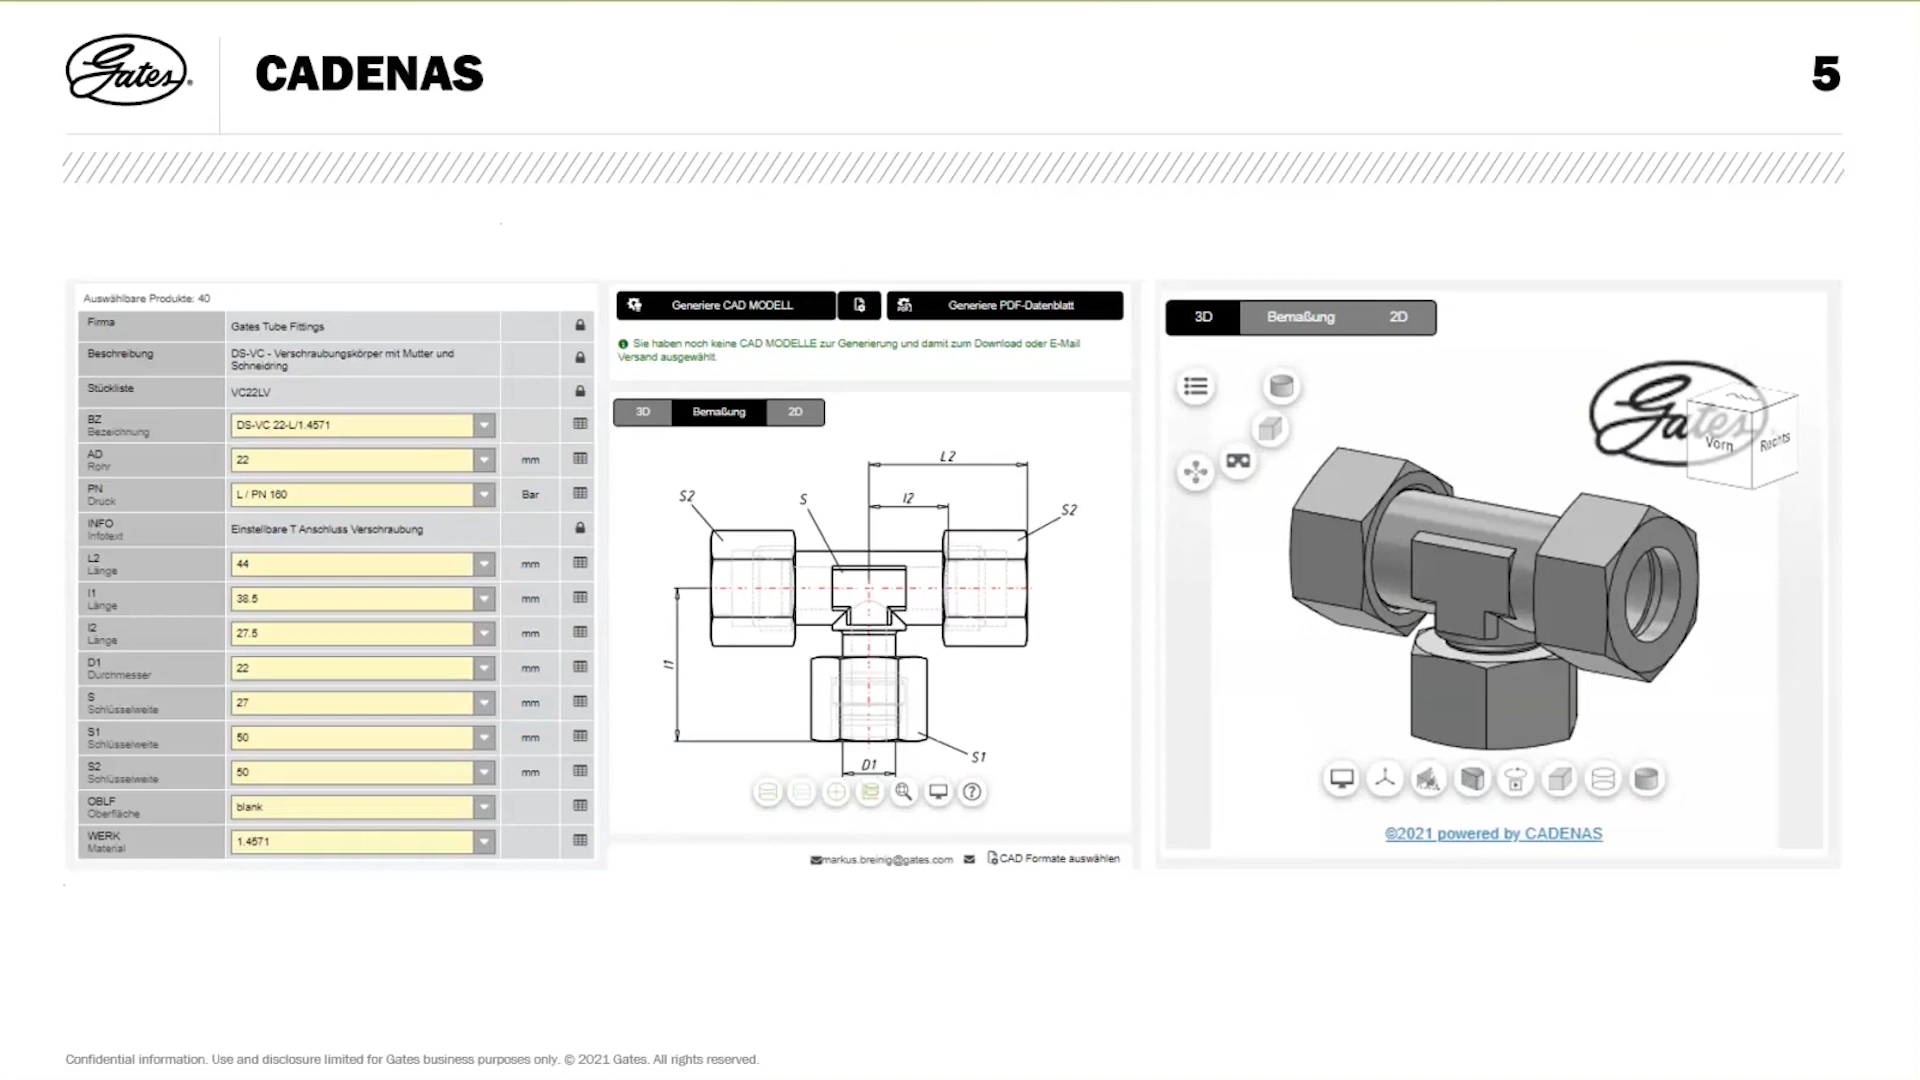 Gates
CADENAS
5
Auswählbare Produkte: 40
Firma
Gates Tube Fittings
Beschreibung
DS-VC - Verschraubungskörper mit Mutter und
Schneidring
Stückliste
VC22LV
BZ
Bezeichnung
DS-VC 22-L/1.4571
AD
Rohr
22
mm
PN
Druck
L / PN 160
Bar
INFO
Infotext
Einstellbare T Anschluss Verschraubung
L2
Länge
44
mm
l1
Länge
38.5
mm
l2
Länge
27.5
mm
D1
Durchmesser
22
mm
S
Schlüsselweite
27
mm
S1
Schlüsselweite
50
mm
S2
Schlüsselweite
50
mm
OBLF
Oberfläche
blank
WERK
Material
1.4571
Generiere CAD MODELL
Generiere PDF-Datenblatt
Sie haben noch keine CAD MODELLE zur Generierung und damit zum Download oder E-Mail
Versand ausgewählt.
3D
Bemaßung
2D
L2
l2
S2
S
S2
l1
S1
D1
markus.breinig@gates.com
CAD Formate auswählen
3D
Bemaßung
2D
Gates
Vorn
Rechts
©2021 powered by CADENAS
Confidential information. Use and disclosure limited for Gates business purposes only. © 2021 Gates. All rights reserved.